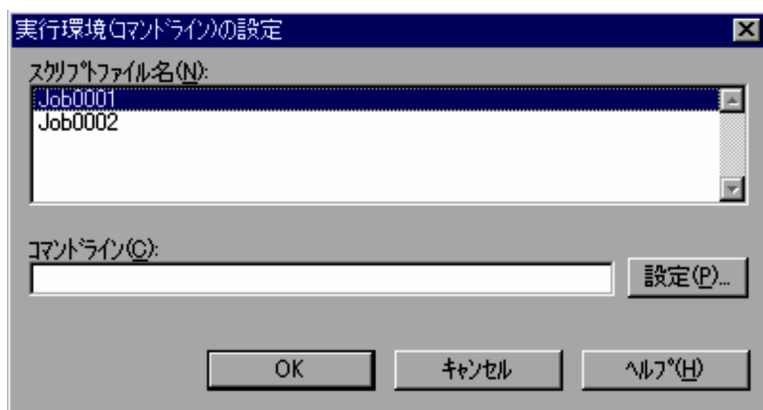 実行環境(ｺﾏﾝﾄﾞﾗｲﾝ)の設定
ｽｸﾘﾌﾟﾄﾌｧｲﾙ名(N):
Job0001
Job0002
ｺﾏﾝﾄﾞﾗｲﾝ(C):
設定(P)...
OK ｷｬﾝｾﾙ ﾍﾙﾌﾟ(H)